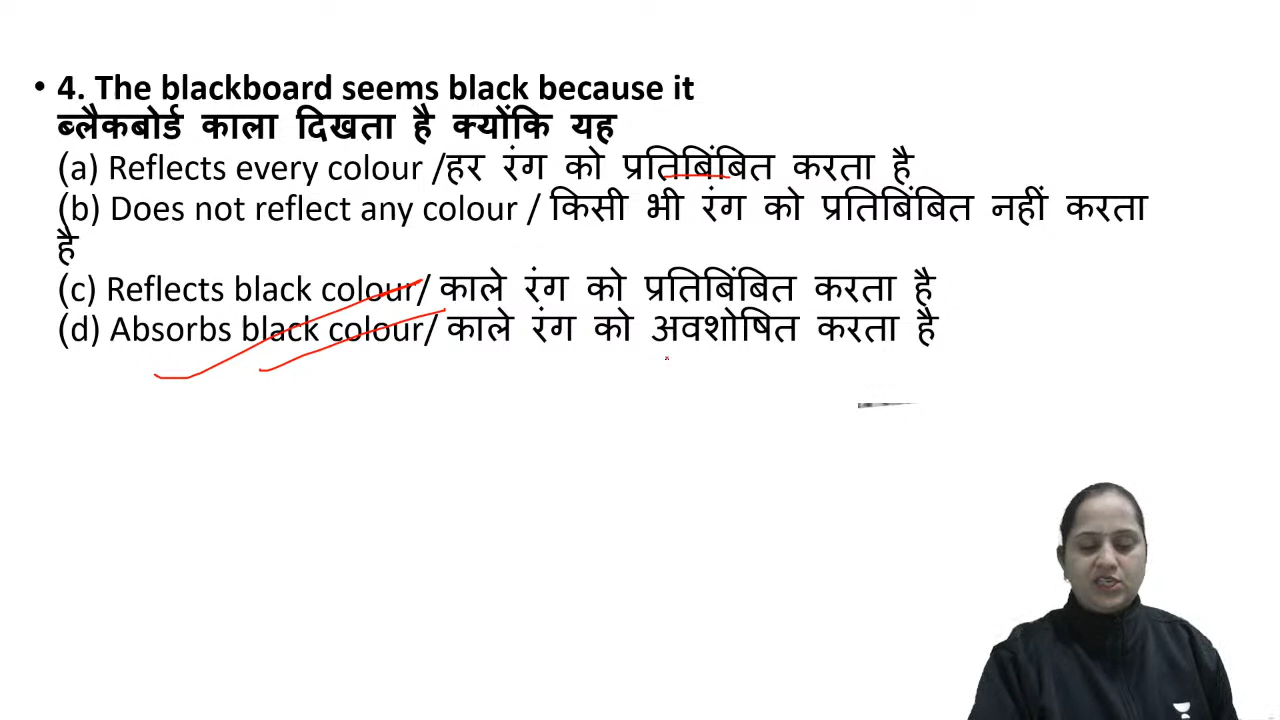 • 4. The blackboard seems black because it
ब्लैकबोर्ड काला दिखता है क्योंकि यह
(a) Reflects every colour /हर रंग को प्रतिबिंबित करता है
(b) Does not reflect any colour / किसी भी रंग को प्रतिबिंबित नहीं करता
है
(c) Reflects black colour/ काले रंग को प्रतिबिंबित करता है
(d) Absorbs black colour/ काले रंग को अवशोषित करता है